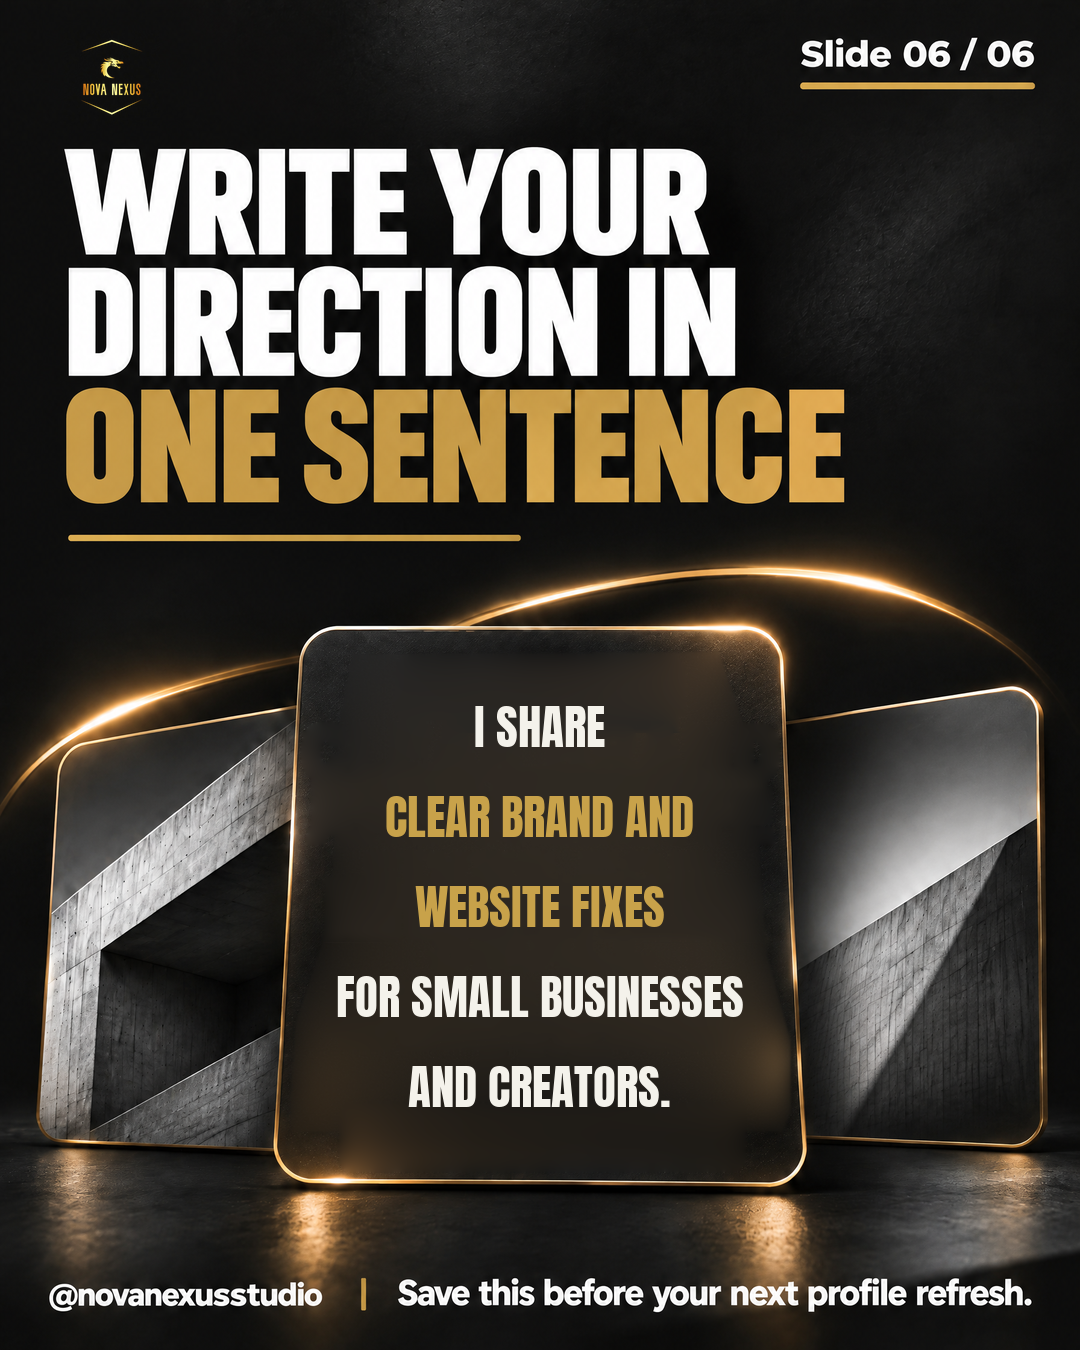 NOVA NEXUS
Slide 06 / 06
WRITE YOUR
DIRECTION IN
ONE SENTENCE
I SHARE
CLEAR BRAND AND
WEBSITE FIXES
FOR SMALL BUSINESSES
AND CREATORS.
@novanexusstudio | Save this before your next profile refresh.